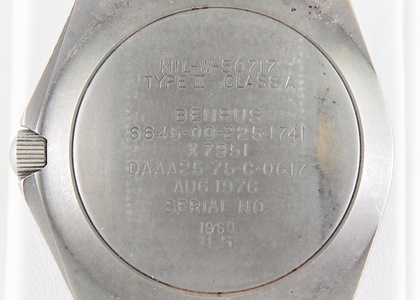 MIL-W-50717
TYPE II CLASS A
BENRUS
6645-00-225-1741
X7951
DAAA25-75-C-0617
AUG 1976
SERIAL NO
1960
U.S.